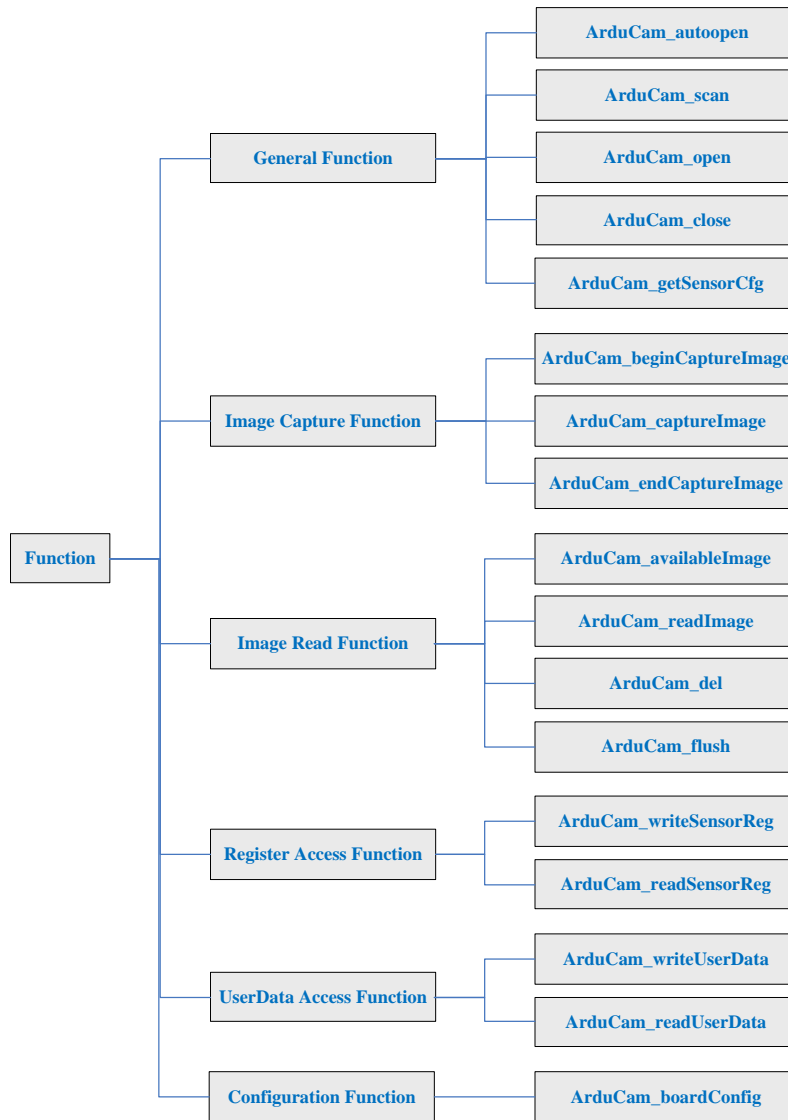 ArduCam_autoopen
ArduCam_scan
General Function
ArduCam_open
ArduCam_close
ArduCam_getSensorCfg
ArduCam_beginCaptureImage
Image Capture Function
ArduCam_captureImage
ArduCam_endCaptureImage
Function
ArduCam_availableImage
ArduCam_readImage
Image Read Function
ArduCam_del
ArduCam_flush
ArduCam_writeSensorReg
Register Access Function
ArduCam_readSensorReg
ArduCam_writeUserData
UserData Access Function
ArduCam_readUserData
Configuration Function
ArduCam_boardConfig